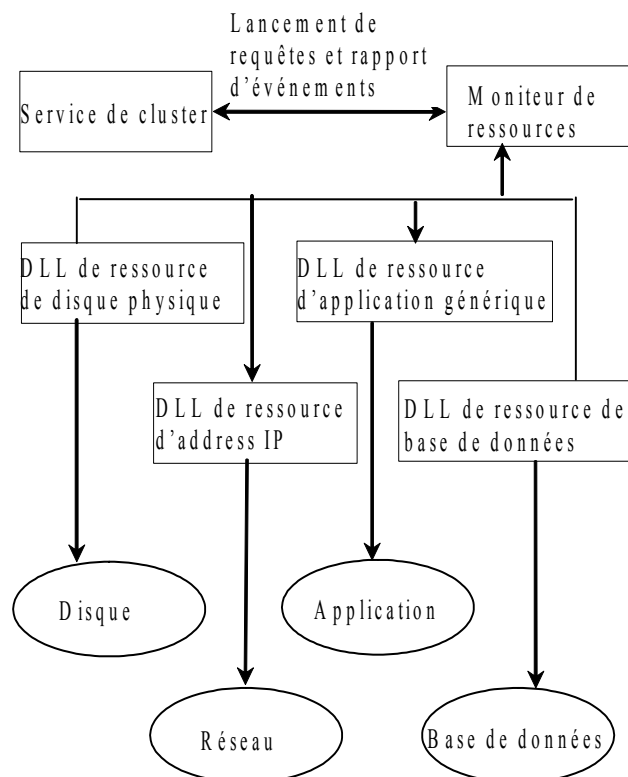 Lancement de
requêtes et rapport
d'événements
Service de cluster
Moniteur de
ressources
DLL de ressource
de disque physique
DLL de ressource
d'application générique
DLL de ressource
d'address IP
DLL de ressource de
base de données
Disque
Application
Réseau
Base de données